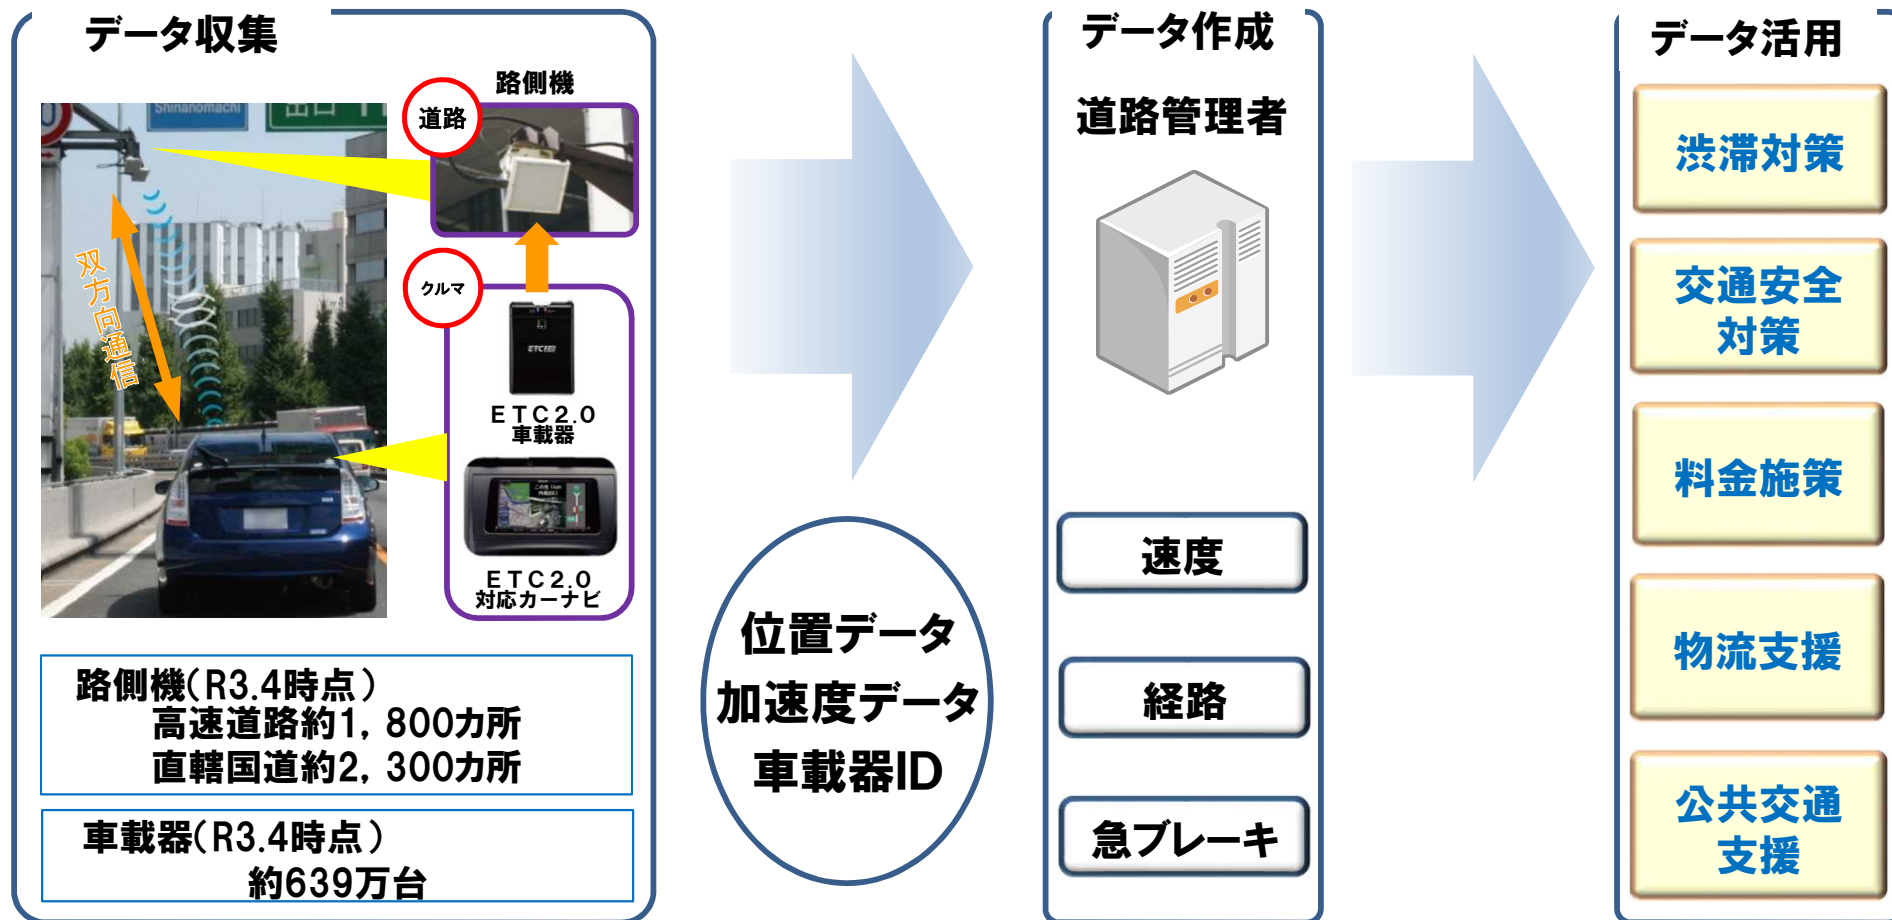 データ収集
Shinanomachi
出口
路側機
道路
双方向通信
クルマ
ETC2.0
ETC2.0
車載器
ETC2.0
対応カーナビ
路側機(R3.4時点)
高速道路約1,800カ所
直轄国道約2,300カ所
車載器(R3.4時点)
約639万台
位置データ
加速度データ
車載器ID
データ作成
道路管理者
速度
経路
急ブレーキ
データ活用
渋滞対策
交通安全
対策
料金施策
物流支援
公共交通
支援